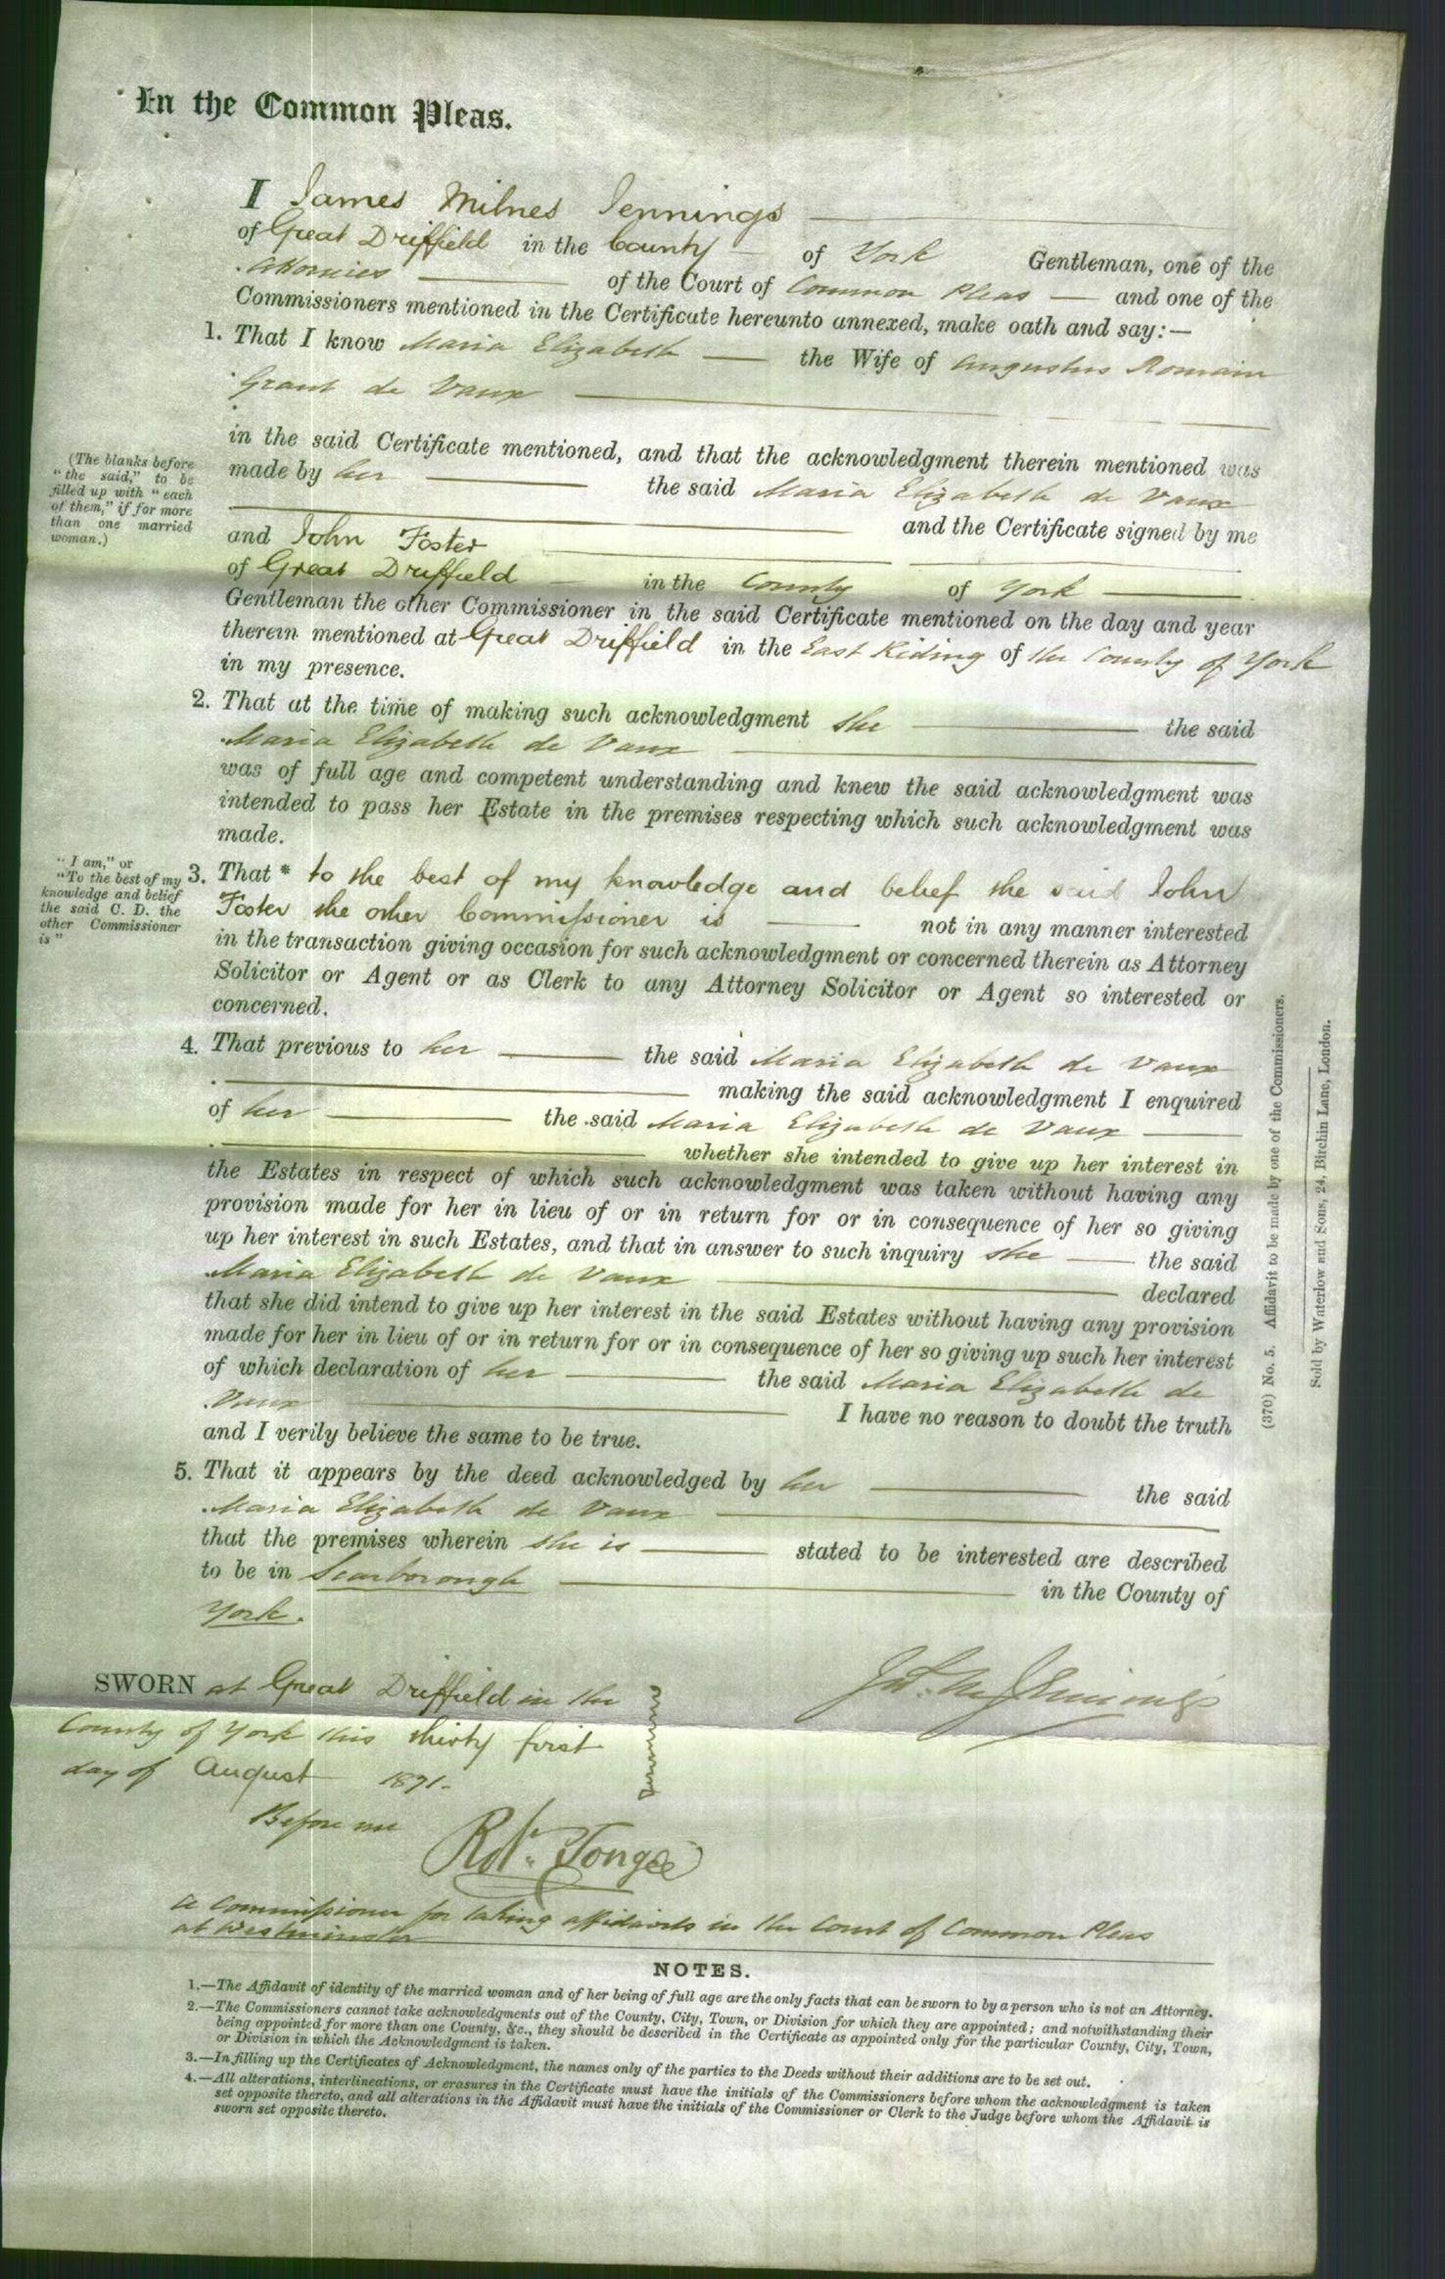 In the Common Pleas.
I James Milnes Jennings
of Great Driffield in the County of York Gentleman, one of the
Attornies of the Court of Common Pleas and one of the
Commissioners mentioned in the Certificate hereunto annexed, make oath and say:—
1. That I know Maria Elizabeth the Wife of Augustus Romain
Grant de Vaux
in the said Certificate mentioned, and that the acknowledgment therein mentioned was
made by her the said Maria Elizabeth de Vaux
and the Certificate signed by me
(The blanks before
"the said," to be
filled up with "each
of them," if for more
than one married
woman.)
and John Foster
of Great Driffield in the County of York
Gentleman the other Commissioner in the said Certificate mentioned on the day and year
therein mentioned at Great Driffield in the East Riding of the County of York
in my presence.
2. That at the time of making such acknowledgment she the said
Maria Elizabeth de Vaux
was of full age and competent understanding and knew the said acknowledgment was
intended to pass her Estate in the premises respecting which such acknowledgment was
made.
"I am," or
"To the best of my
knowledge and belief
the said C. D. the
other Commissioner
is"
3. That * to the best of my knowledge and belief the said John
Foster the other Commissioner is not in any manner interested
in the transaction giving occasion for such acknowledgment or concerned therein as Attorney
Solicitor or Agent or as Clerk to any Attorney Solicitor or Agent so interested or
concerned.
4. That previous to her the said Maria Elizabeth de Vaux
making the said acknowledgment I enquired
of her the said Maria Elizabeth de Vaux
whether she intended to give up her interest in
the Estates in respect of which such acknowledgment was taken without having any
provision made for her in lieu of or in return for or in consequence of her so giving
up her interest in such Estates, and that in answer to such inquiry she the said
Maria Elizabeth de Vaux declared
that she did intend to give up her interest in the said Estates without having any provision
made for her in lieu of or in return for or in consequence of her so giving up such her interest
of which declaration of her the said Maria Elizabeth de
Vaux I have no reason to doubt the truth
and I verily believe the same to be true.
5. That it appears by the deed acknowledged by her the said
Maria Elizabeth de Vaux
that the premises wherein she is stated to be interested are described
to be in Scarborough in the County of
York.
SWORN at Great Driffield in the
County of York this thirty first
day of August 1871.
Before me
Jas. M. Jennings
Robt. Tonge
A Commissioner for taking affidavits in the Court of Common Pleas
at Westminster
NOTES.
1.—The Affidavit of identity of the married woman and of her being of full age are the only facts that can be sworn to by a person who is not an Attorney.
2.—The Commissioners cannot take acknowledgments out of the County, City, Town, or Division for which they are appointed; and notwithstanding their
being appointed for more than one County, &c., they should be described in the Certificate as appointed only for the particular County, City, Town,
or Division in which the Acknowledgment is taken.
3.—In filling up the Certificates of Acknowledgment, the names only of the parties to the Deeds without their additions are to be set out.
4.—All alterations, interlineations, or erasures in the Certificate must have the initials of the Commissioners before whom the acknowledgment is taken
set opposite thereto, and all alterations in the Affidavit must have the initials of the Commissioner or Clerk to the Judge before whom the Affidavit is
sworn set opposite thereto.
(370) No. 5. Affidavit to be made by one of the Commissioners.
Sold by Waterlow and Sons, 24, Birchin Lane, London.